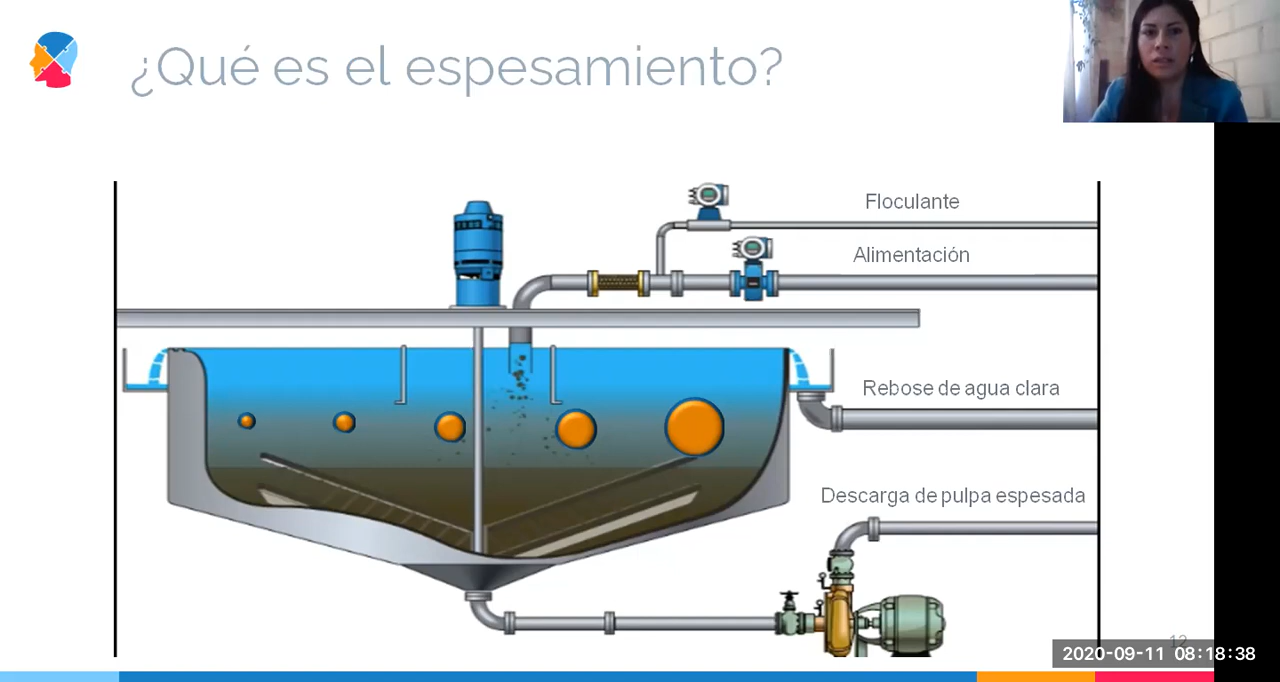 ¿Qué es el espesamiento?
Floculante
Alimentación
Rebose de agua clara
Descarga de pulpa espesada
12
2020-09-11 08:18:38